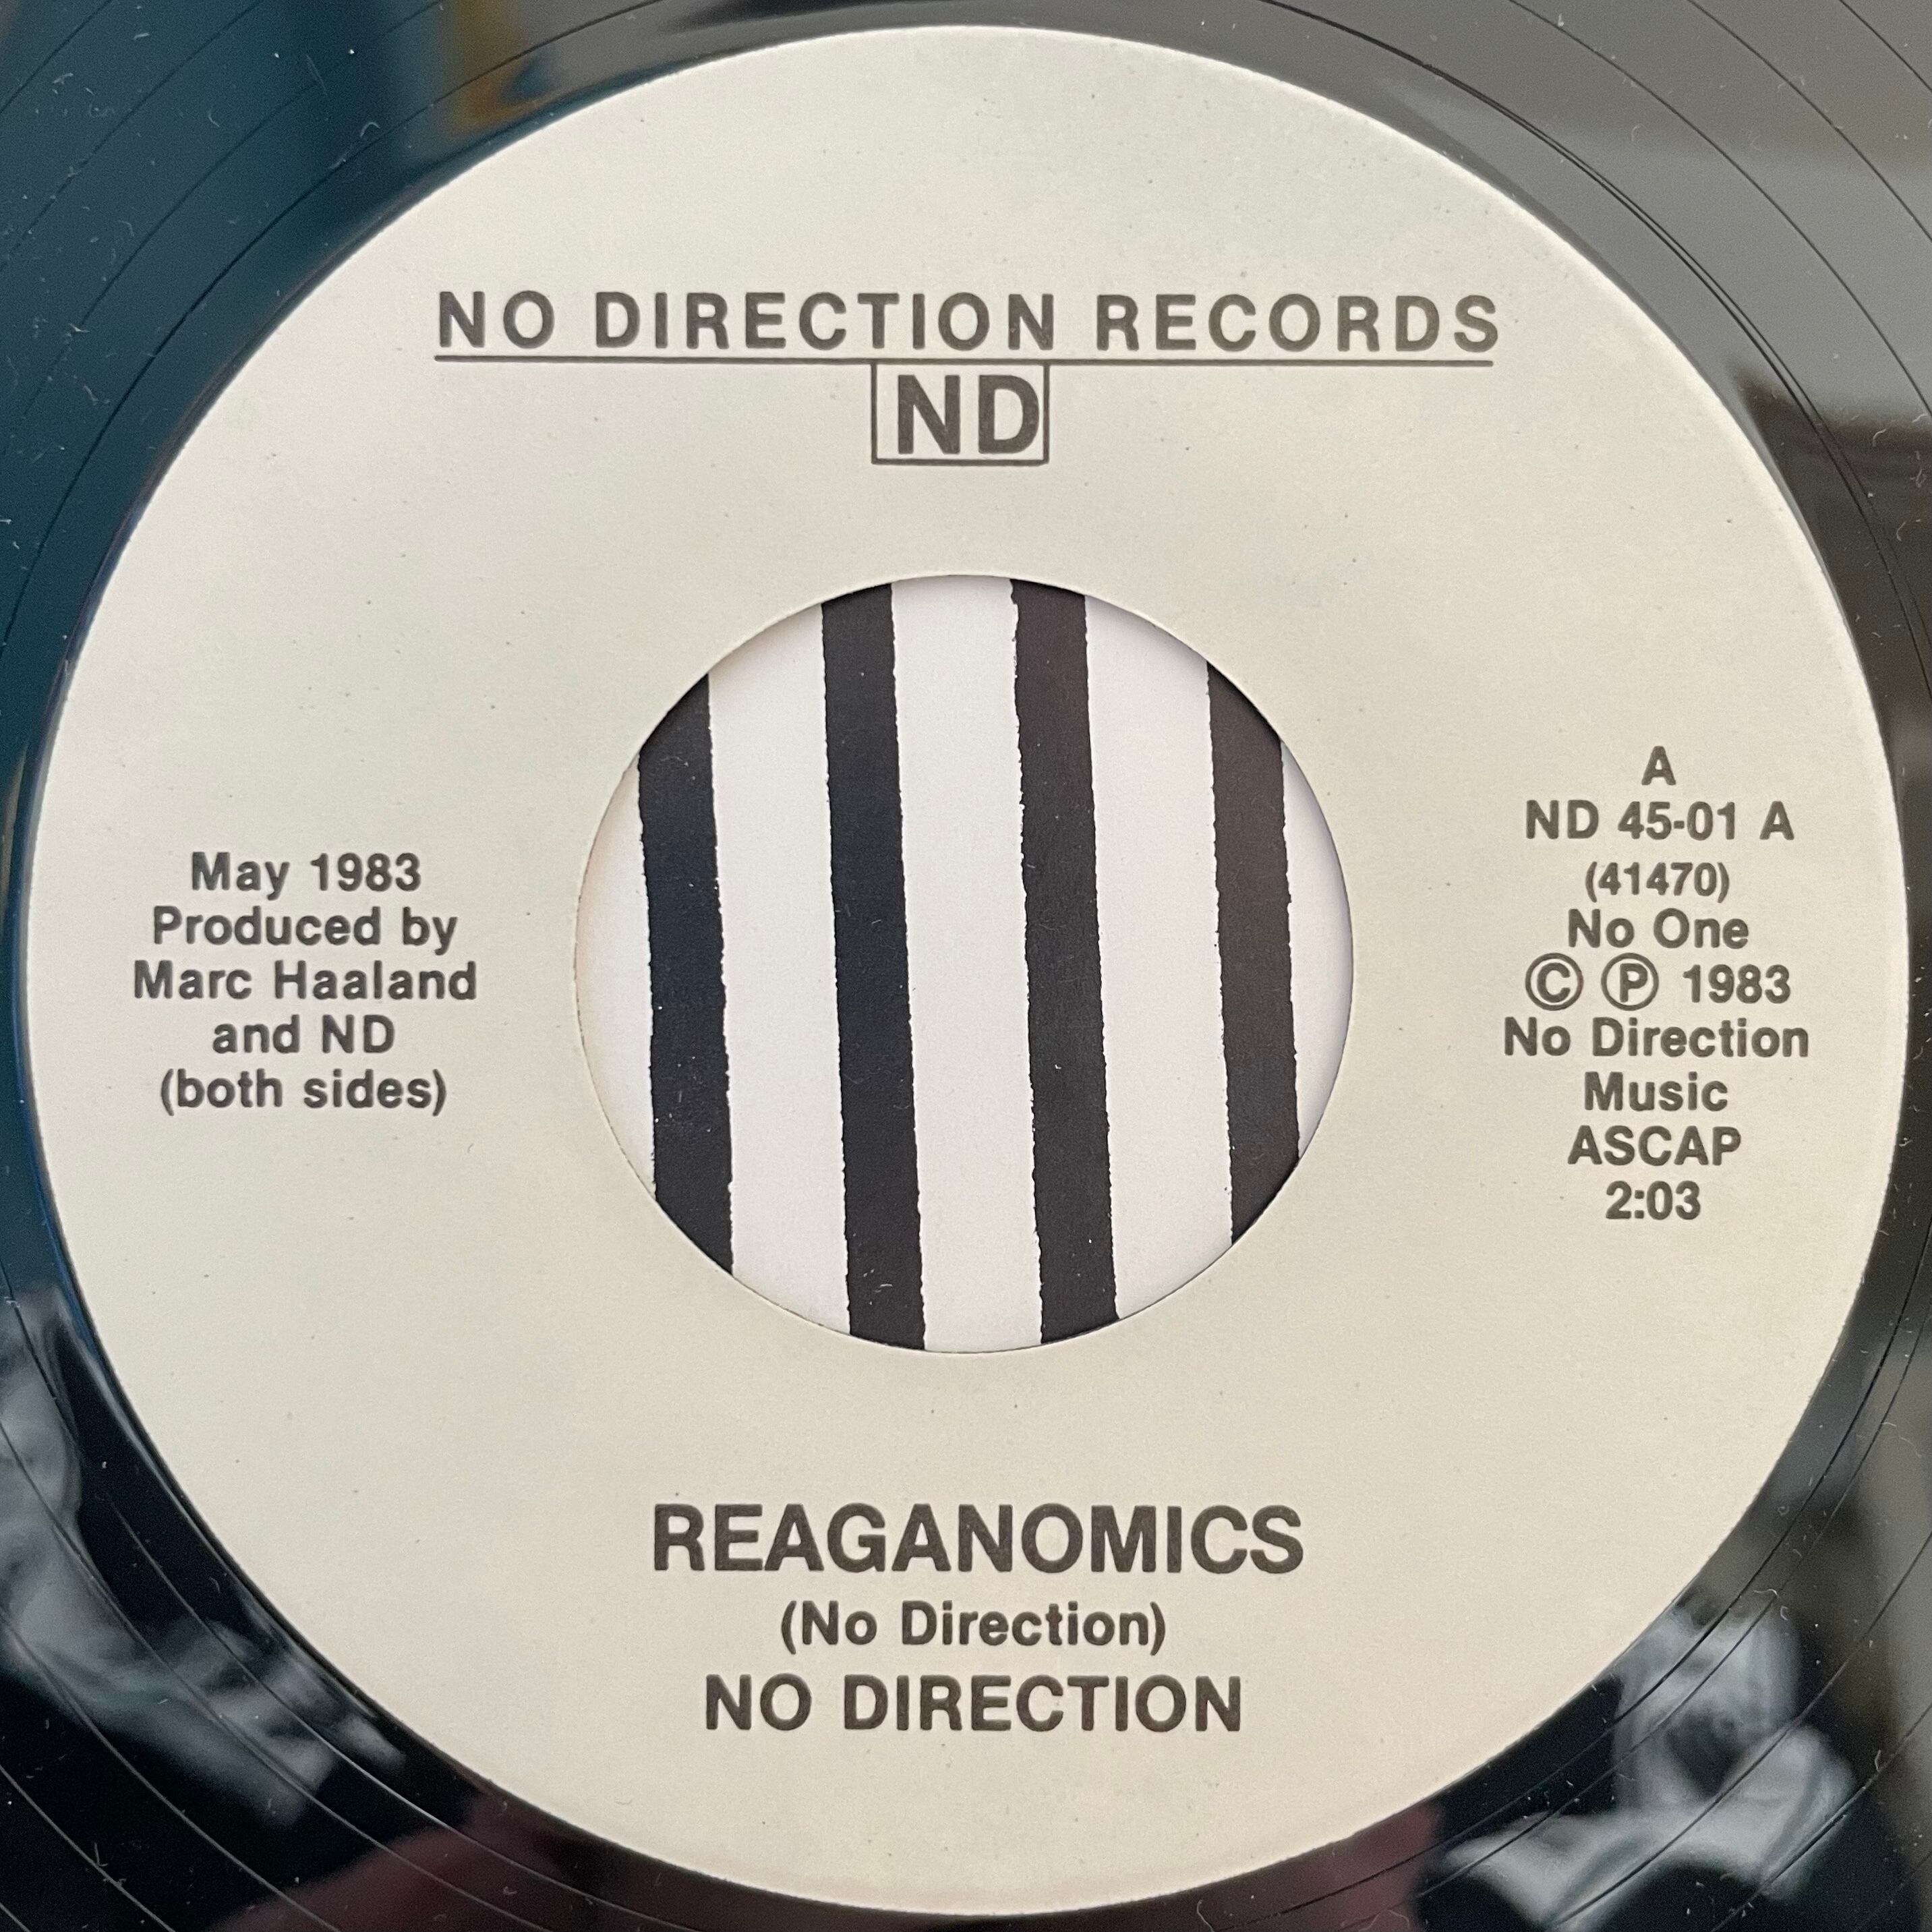 NO DIRECTION RECORDS
ND
May 1983
Produced by
Marc Haaland
and ND
(both sides)
A
ND 45-01 A
(41470)
No One
Ⓒ Ⓟ 1983
No Direction
Music
ASCAP
2:03
REAGANOMICS
(No Direction)
NO DIRECTION